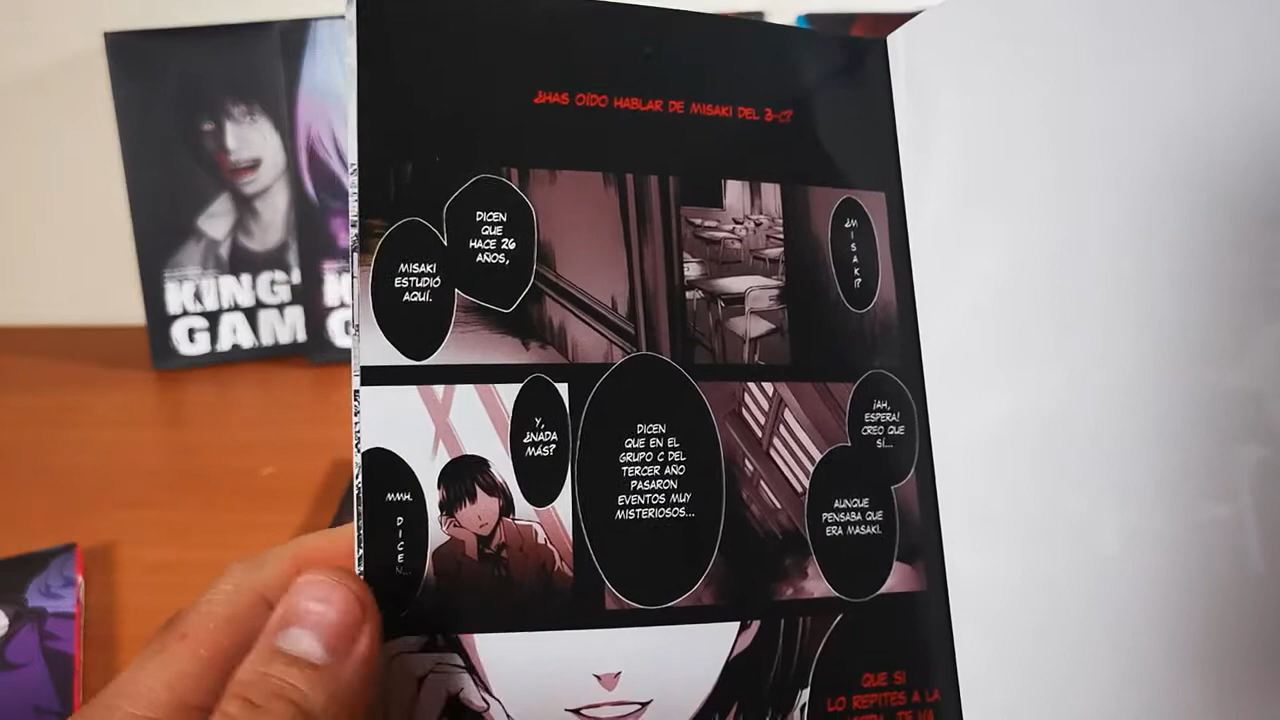 ¿HAS OÍDO HABLAR DE MISAKI DEL 3-C?
¿M
I
S
A
K
I?
DICEN
QUE
HACE 26
AÑOS,
MISAKI
ESTUDIÓ
AQUÍ.
¡AH,
ESPERA!
CREO QUE
SÍ...
AUNQUE
PENSABA QUE
ERA MASAKI.
DICEN
QUE EN EL
GRUPO C DEL
TERCER AÑO
PASARON
EVENTOS MUY
MISTERIOSOS...
Y,
¿NADA
MÁS?
MMH.
D
I
C
E
N...
QUE SI
LO REPITES A LA
TE VA
KING'
GAM